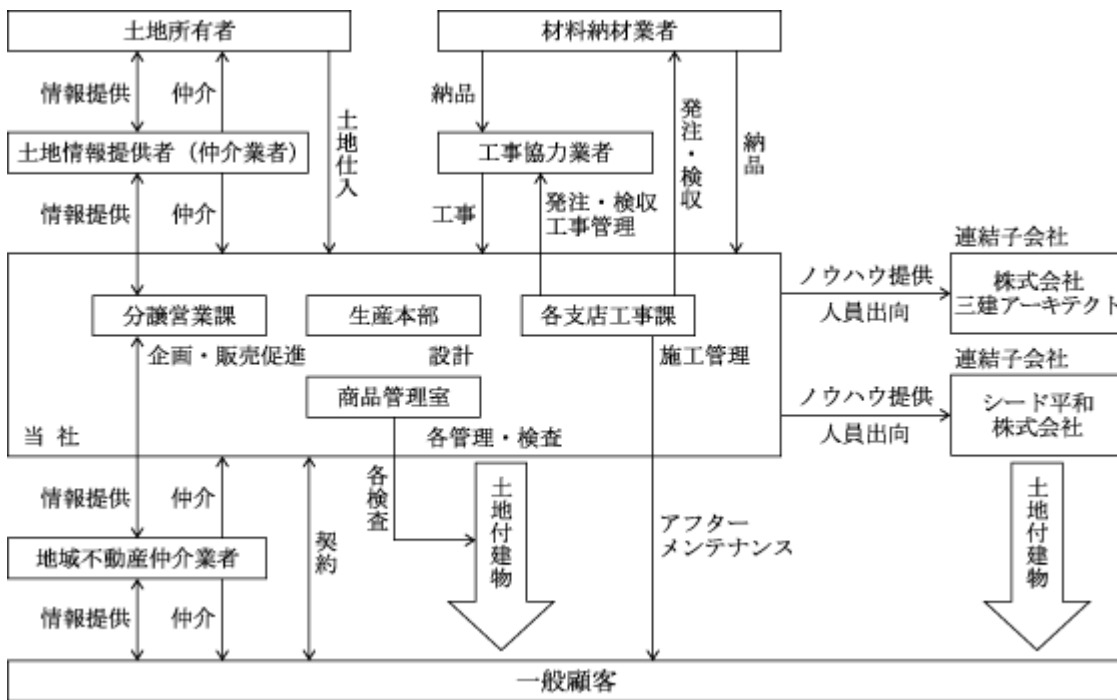 土地所有者
材料納材業者
情報提供
仲介
土地仕入
納品
発注・検収
納品
土地情報提供者（仲介業者）
工事協力業者
情報提供
仲介
工事
発注・検収
工事管理
連結子会社
株式会社
三建アーキテクト
ノウハウ提供
人員出向
分譲営業課
生産本部
各支店工事課
企画・販売促進
設計
施工管理
連結子会社
シード平和
株式会社
ノウハウ提供
人員出向
商品管理室
当社
各管理・検査
情報提供
仲介
契約
各検査
土地付建物
アフター
メンテナンス
土地付建物
地域不動産仲介業者
情報提供
仲介
一般顧客